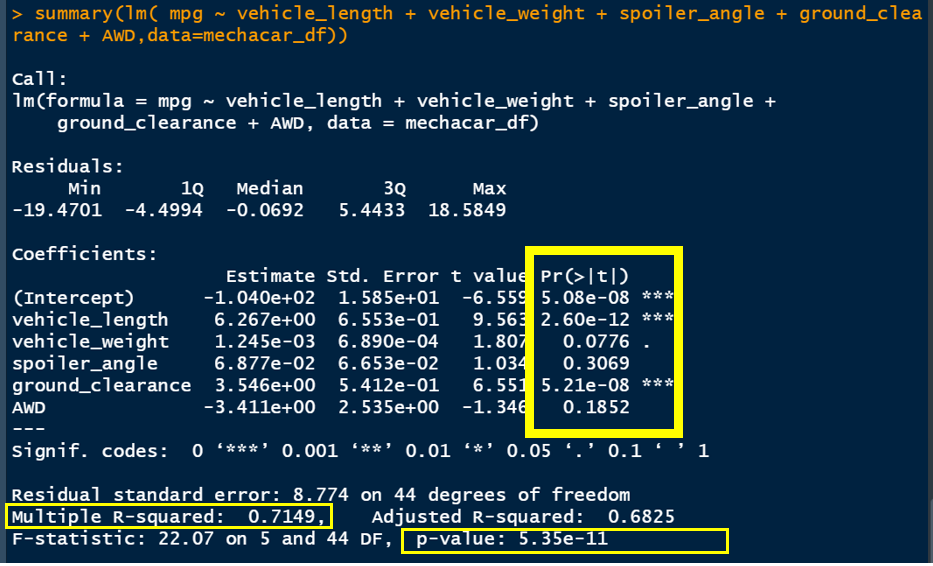 > summary(lm( mpg ~ vehicle_length + vehicle_weight + spoiler_angle + ground_clea
rance + AWD,data=mechacar_df))
Call:
lm(formula = mpg ~ vehicle_length + vehicle_weight + spoiler_angle +
    ground_clearance + AWD, data = mechacar_df)
Residuals:
     Min       1Q   Median       3Q      Max
-19.4701  -4.4994  -0.0692   5.4433  18.5849
Coefficients:
                   Estimate Std. Error t value Pr(>|t|)
(Intercept)      -1.040e+02  1.585e+01  -6.559 5.08e-08 ***
vehicle_length    6.267e+00  6.553e-01   9.563 2.60e-12 ***
vehicle_weight    1.245e-03  6.890e-04   1.807   0.0776 .
spoiler_angle     6.877e-02  6.653e-02   1.034   0.3069
ground_clearance  3.546e+00  5.412e-01   6.551 5.21e-08 ***
AWD              -3.411e+00  2.535e+00  -1.346   0.1852
---
Signif. codes:  0 ‘***’ 0.001 ‘**’ 0.01 ‘*’ 0.05 ‘.’ 0.1 ‘ ’ 1
Residual standard error: 8.774 on 44 degrees of freedom
Multiple R-squared:  0.7149,    Adjusted R-squared:  0.6825
F-statistic: 22.07 on 5 and 44 DF,  p-value: 5.35e-11